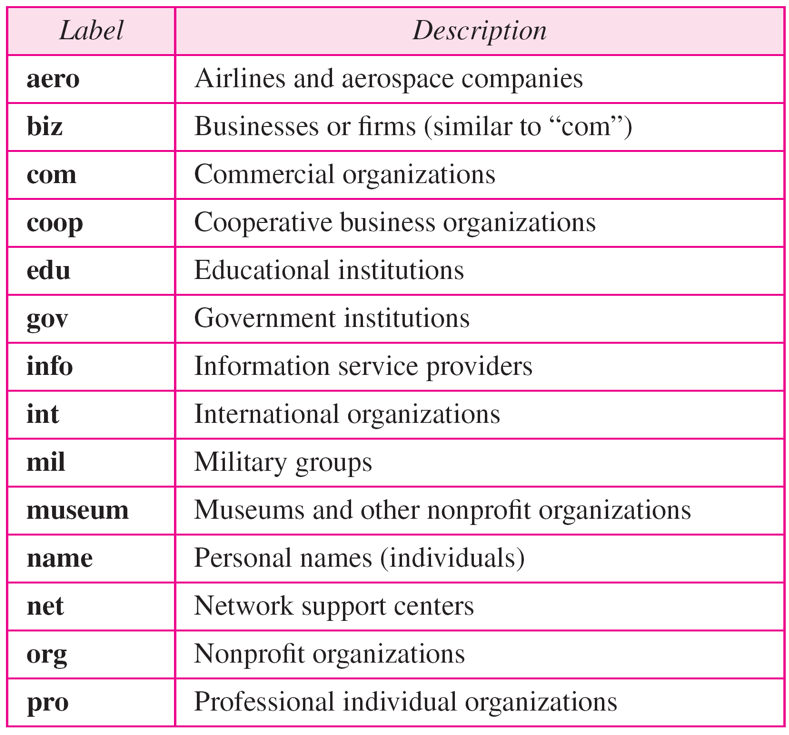 Label Description
aero Airlines and aerospace companies
biz Businesses or firms (similar to “com”)
com Commercial organizations
coop Cooperative business organizations
edu Educational institutions
gov Government institutions
info Information service providers
int International organizations
mil Military groups
museum Museums and other nonprofit organizations
name Personal names (individuals)
net Network support centers
org Nonprofit organizations
pro Professional individual organizations